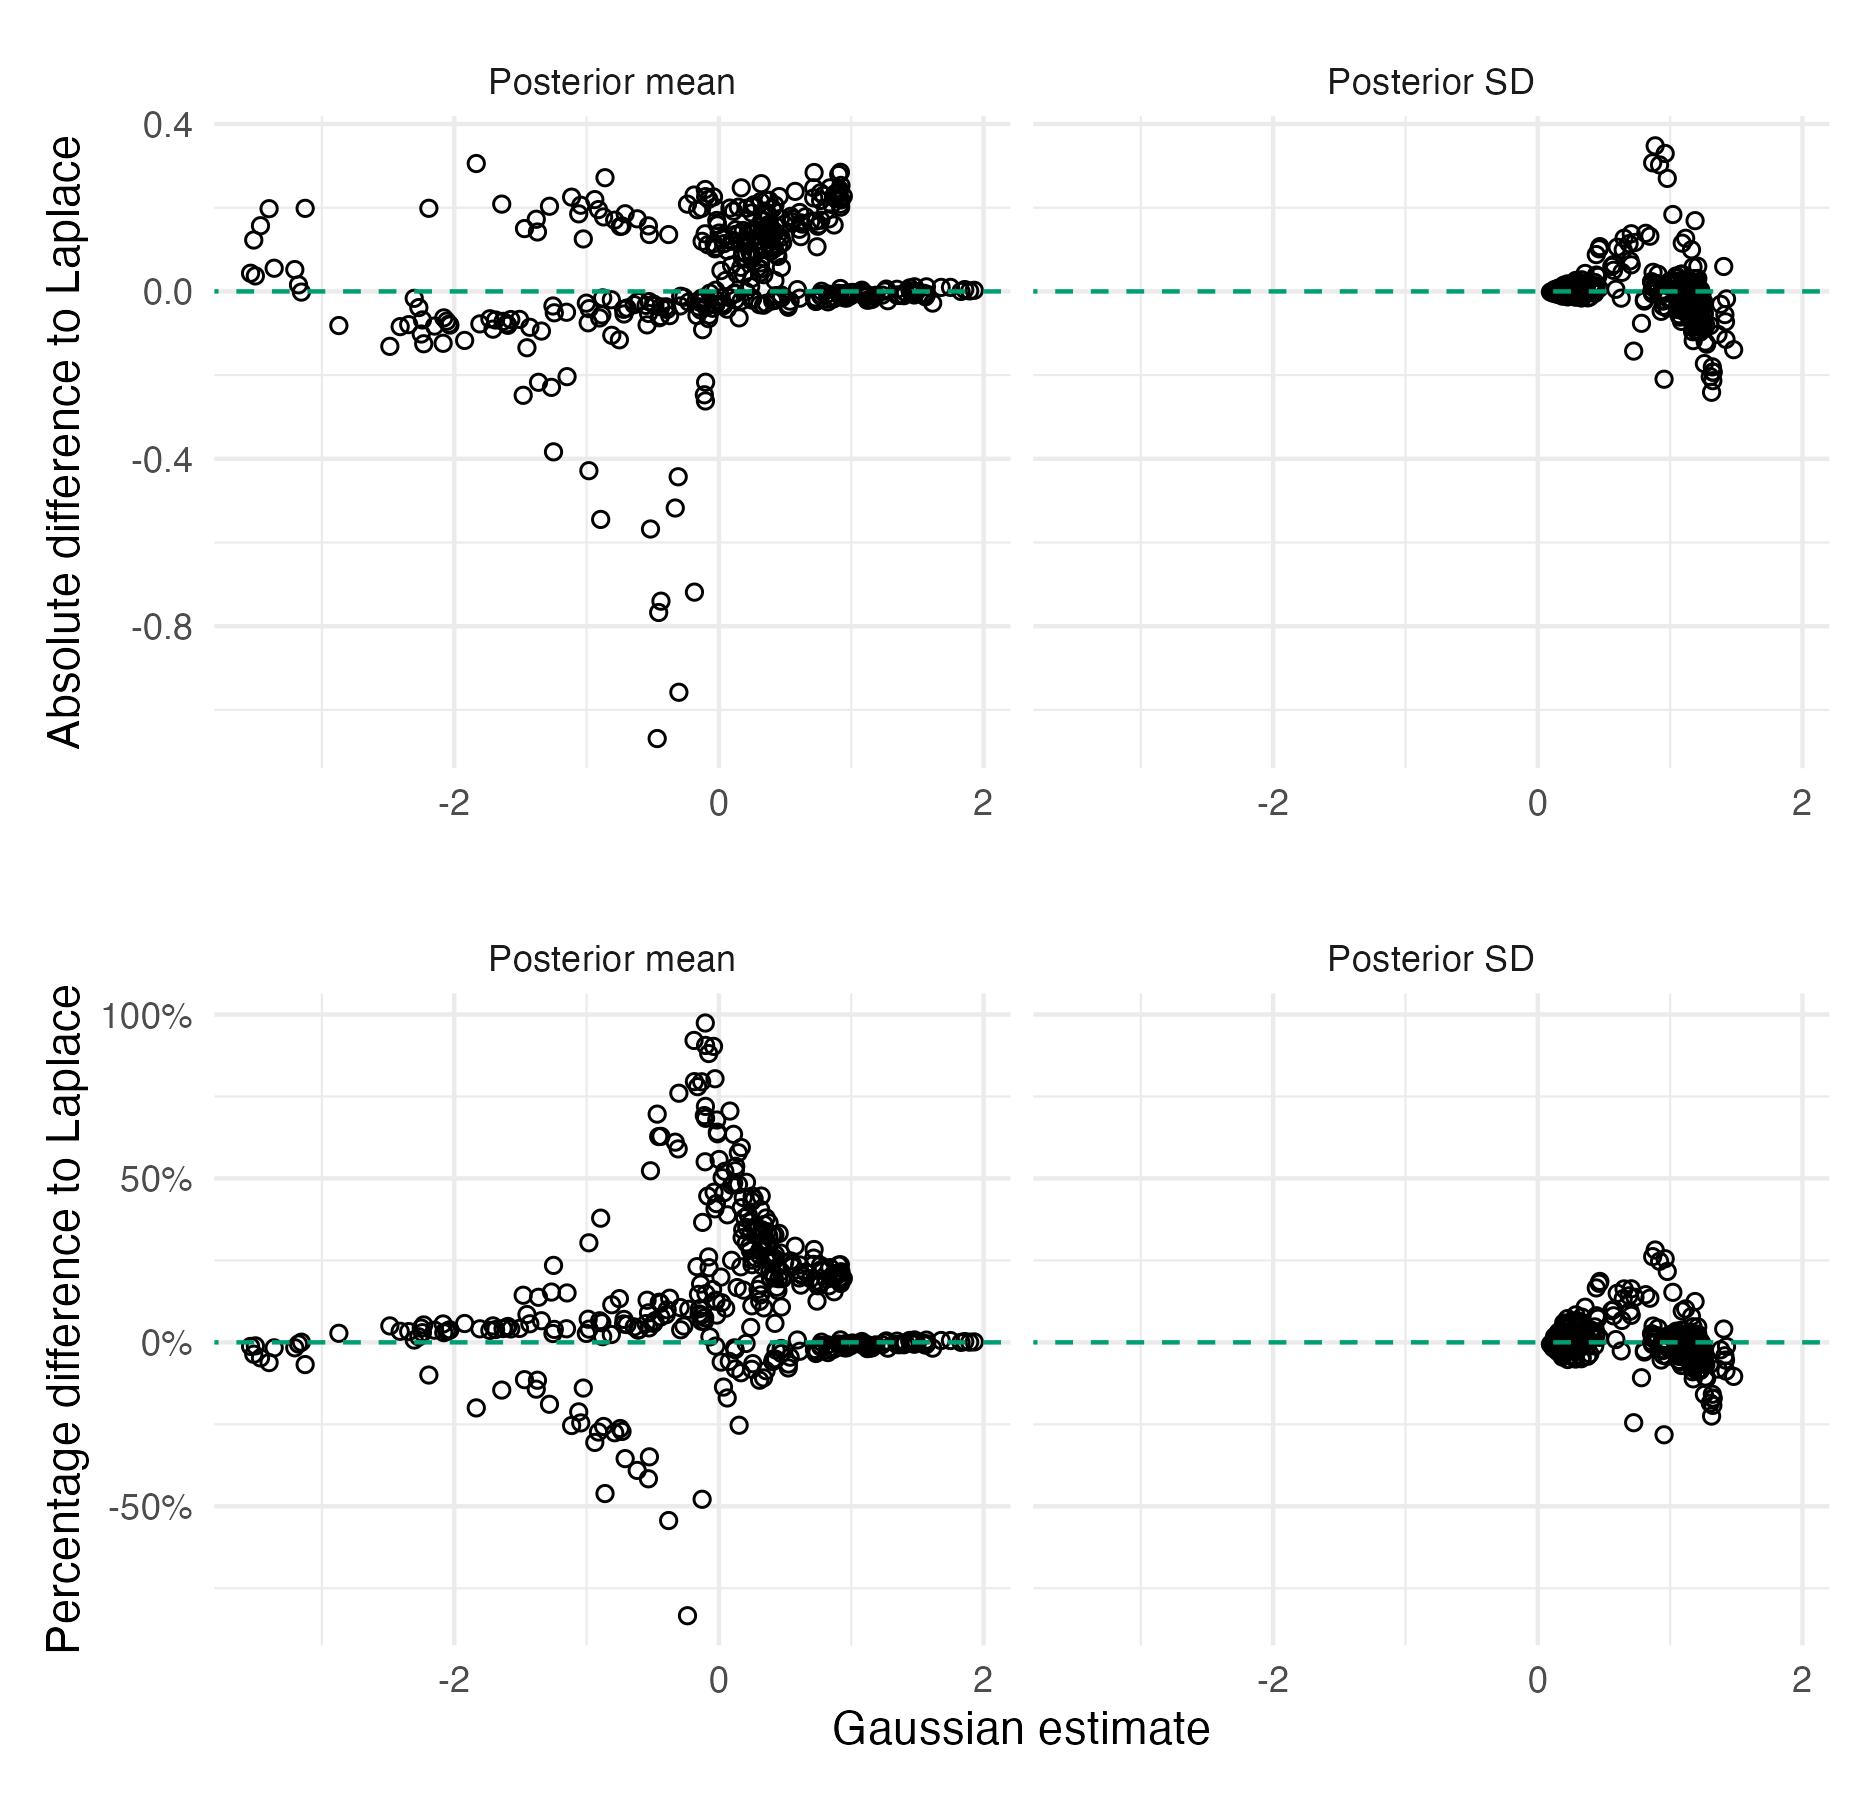 Posterior mean
Posterior SD
Absolute difference to Laplace
0.4
0.0
-0.4
-0.8
-2
0
2
-2
0
2
Posterior mean
Posterior SD
Percentage difference to Laplace
100%
50%
0%
-50%
-2
0
2
-2
0
2
Gaussian estimate